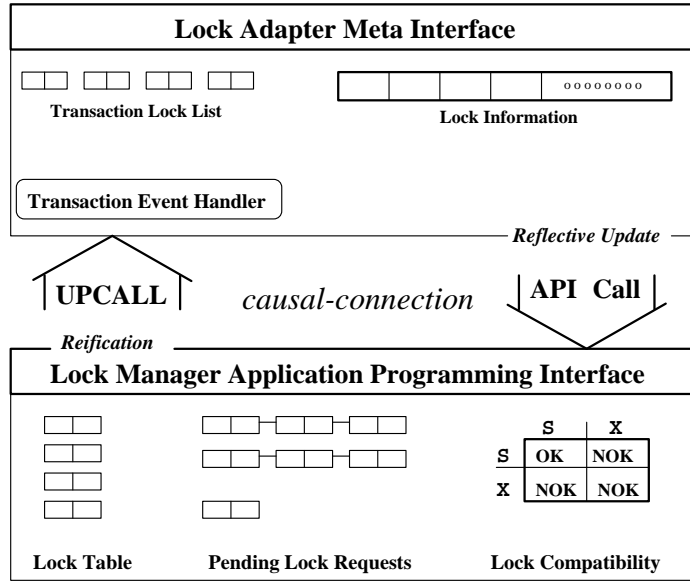 Lock Adapter Meta Interface
o o o o o o o o
Transaction Lock List
Lock Information
Transaction Event Handler
Reflective Update
UPCALL
causal-connection
API Call
Reification
Lock Manager Application Programming Interface
S X
S OK NOK
X NOK NOK
Lock Table
Pending Lock Requests
Lock Compatibility